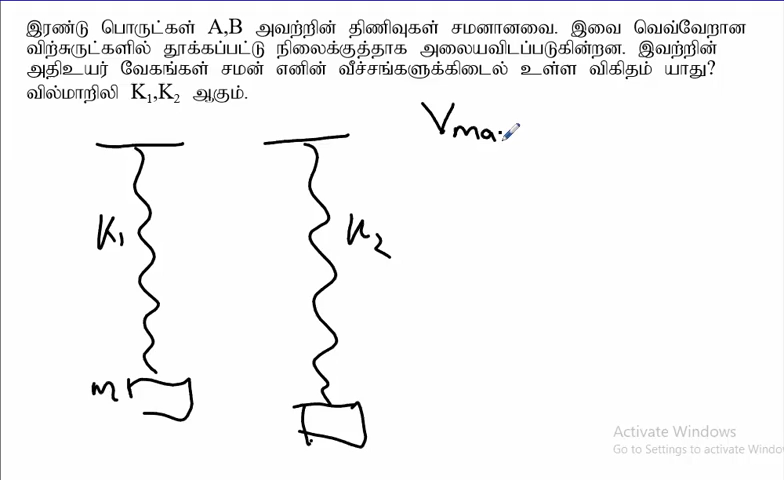 இரண்டு பொருட்கள் A,B அவற்றின் திணிவுகள் சமனானவை. இவை வெவ்வேறான
விற்சுருட்களில் தூக்கப்பட்டு நிலைக்குத்தாக அலையவிடப்படுகின்றன. இவற்றின்
அதிஉயர் வேகங்கள் சமன் எனின் வீச்சங்களுக்கிடைல் உள்ள விகிதம் யாது?
வில்மாறிலி K₁,K₂ ஆகும்.
Vma
K₁
K₂
m
Activate Windows
Go to Settings to activate Windo